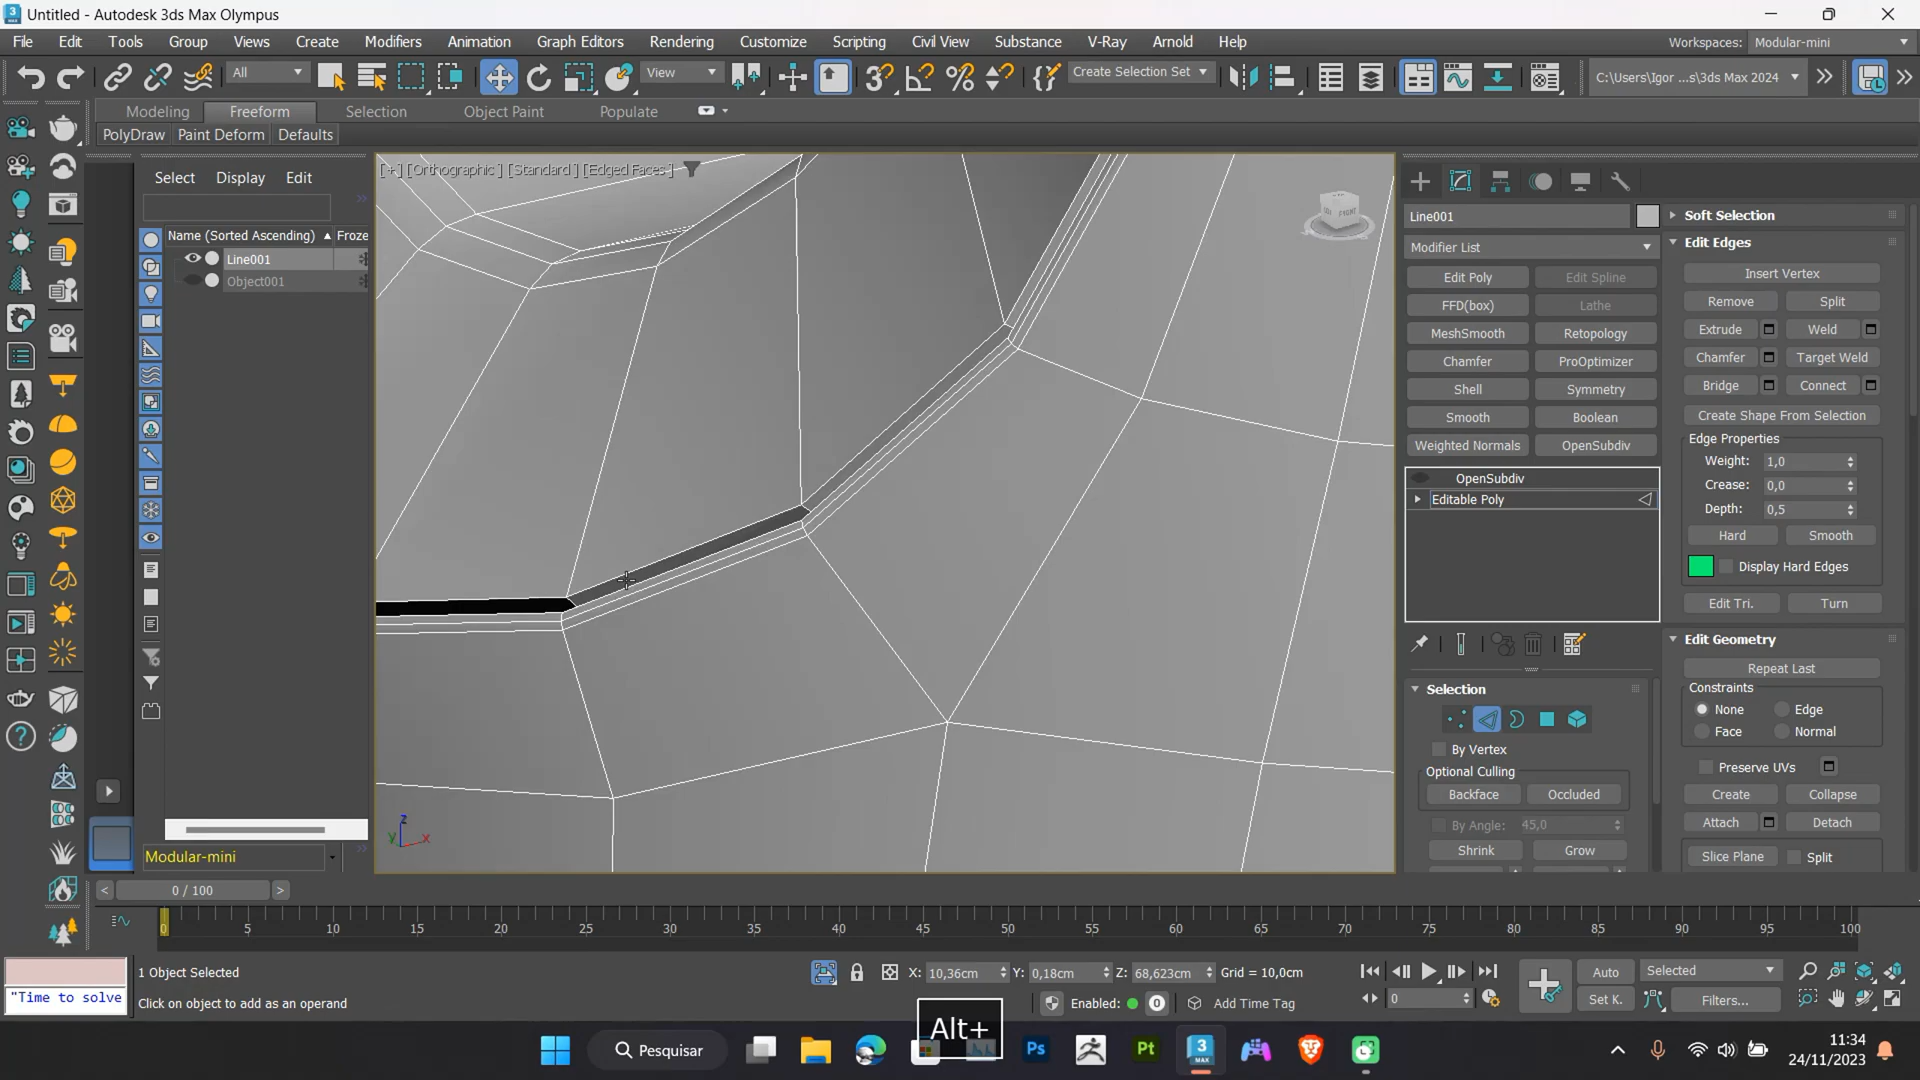 Untitled - Autodesk 3ds Max Olympus
File Edit Tools Group Views Create Modifiers Animation Graph Editors Rendering Customize Scripting Civil View Substance V-Ray Arnold Help
Workspaces: Modular-mini
All
View
Create Selection Set
C:\Users\Igor ...s\3ds Max 2024
Modeling Freeform Selection Object Paint Populate
PolyDraw Paint Deform Defaults
Select Display Edit
Name (Sorted Ascending) Froze
Line001
Object001
[+] [Orthographic ] [Standard ] [Edged Faces ]
FRONT
z
y
x
Modular-mini
Line001
Modifier List
Edit Poly Edit Spline
FFD(box) Lathe
MeshSmooth Retopology
Chamfer ProOptimizer
Shell Symmetry
Smooth Boolean
Weighted Normals OpenSubdiv
OpenSubdiv
Editable Poly
Selection
By Vertex
Optional Culling
Backface Occluded
By Angle: 45,0
Shrink Grow
Soft Selection
Edit Edges
Insert Vertex
Remove Split
Extrude Weld
Chamfer Target Weld
Bridge Connect
Create Shape From Selection
Edge Properties
Weight: 1,0
Crease: 0,0
Depth: 0,5
Hard Smooth
Display Hard Edges
Edit Tri. Turn
Edit Geometry
Repeat Last
Constraints
None Edge
Face Normal
Preserve UVs
Create Collapse
Attach Detach
Slice Plane Split
< 0 / 100 >
0 5 10 15 20 25 30 35 40 45 50 55 60 65 70 75 80 85 90 95 100
"Time to solve
1 Object Selected
Click on object to add as an operand
X: 10,36cm Y: 0,18cm Z: 68,623cm Grid = 10,0cm
Enabled: 0 Add Time Tag
0
Auto Selected
Set K. Filters...
Alt+
Pesquisar
Ps
Pt
3
MAX
11:34
24/11/2023